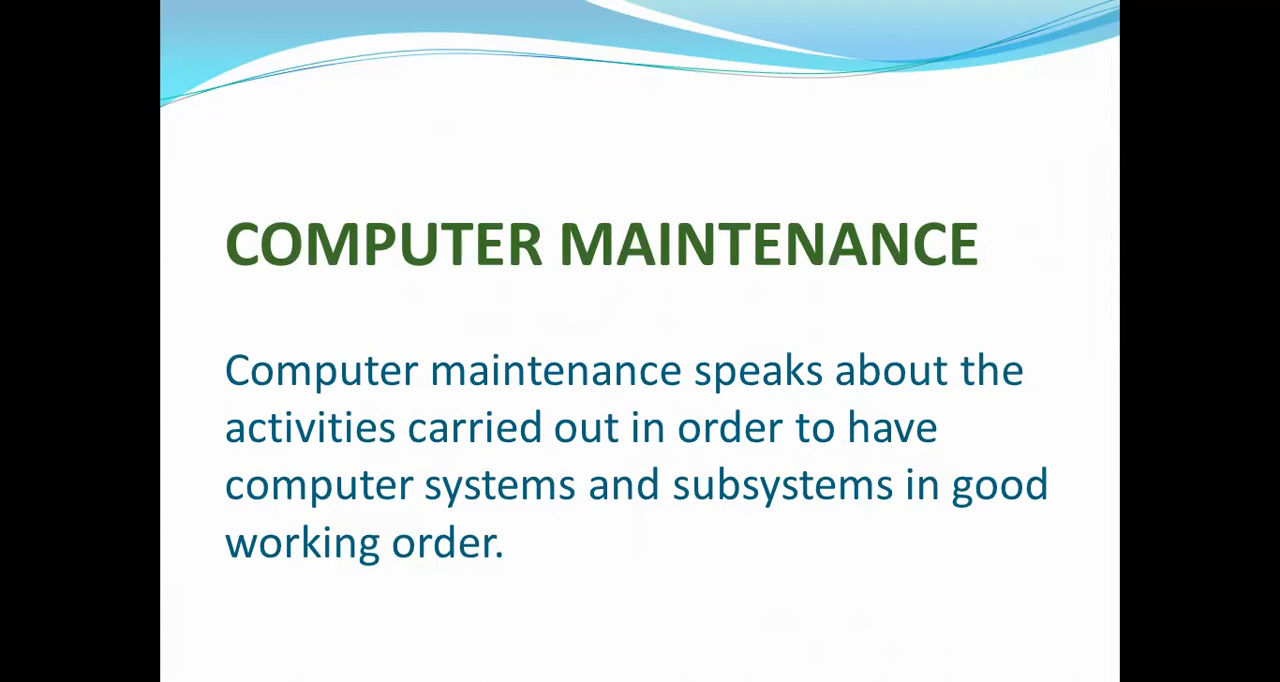 COMPUTER MAINTENANCE
Computer maintenance speaks about the
activities carried out in order to have
computer systems and subsystems in good
working order.